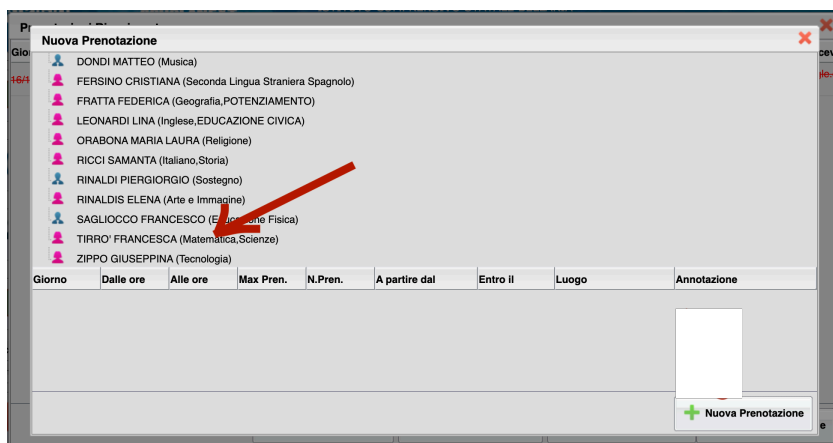 Nuova Prenotazione
DONDI MATTEO (Musica)
FERSINO CRISTIANA (Seconda Lingua Straniera Spagnolo)
FRATTA FEDERICA (Geografia,POTENZIAMENTO)
LEONARDI LINA (Inglese,EDUCAZIONE CIVICA)
ORABONA MARIA LAURA (Religione)
RICCI SAMANTA (Italiano,Storia)
RINALDI PIERGIORGIO (Sostegno)
RINALDIS ELENA (Arte e Immagine)
SAGLIOCCO FRANCESCO (Educazione Fisica)
TIRRO' FRANCESCA (Matematica,Scienze)
ZIPPO GIUSEPPINA (Tecnologia)
Giorno Dalle ore Alle ore Max Pren. N.Pren. A partire dal Entro il Luogo Annotazione
Nuova Prenotazione